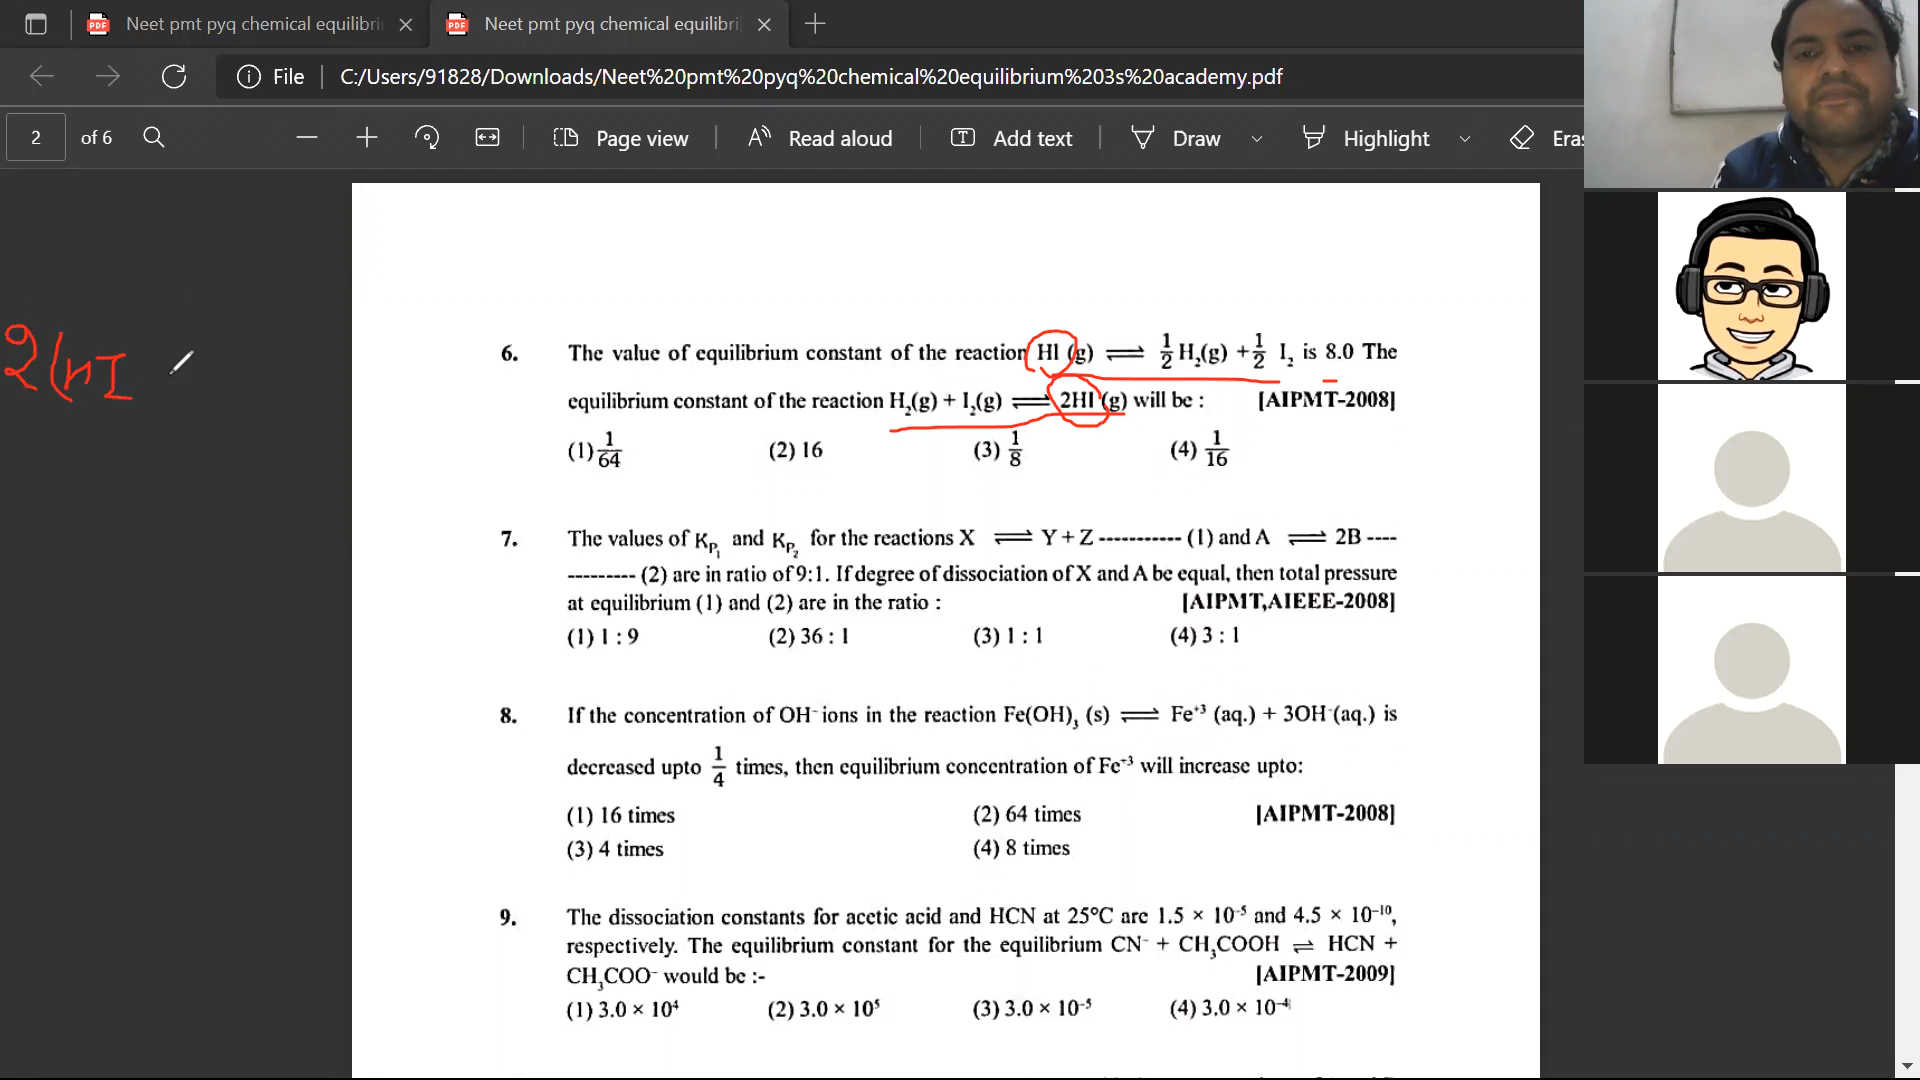 Neet pmt pyq chemical equilibri
Neet pmt pyq chemical equilibri
File
C:/Users/91828/Downloads/Neet%20pmt%20pyq%20chemical%20equilibrium%203s%20academy.pdf
2 of 6
Page view
Read aloud
Add text
Draw
Highlight
Eras
2(HI
6. The value of equilibrium constant of the reaction HI (g) ⇌ 1/2 H₂(g) + 1/2 I₂ is 8.0 The
equilibrium constant of the reaction H₂(g) + I₂(g) ⇌ 2HI (g) will be : [AIPMT-2008]
(1) 1/64 (2) 16 (3) 1/8 (4) 1/16
7. The values of K_P₁ and K_P₂ for the reactions X ⇌ Y + Z ----------- (1) and A ⇌ 2B ----
--------- (2) are in ratio of 9:1. If degree of dissociation of X and A be equal, then total pressure
at equilibrium (1) and (2) are in the ratio : [AIPMT,AIEEE-2008]
(1) 1 : 9 (2) 36 : 1 (3) 1 : 1 (4) 3 : 1
8. If the concentration of OH⁻ ions in the reaction Fe(OH)₃ (s) ⇌ Fe⁺³ (aq.) + 3OH⁻(aq.) is
decreased upto 1/4 times, then equilibrium concentration of Fe⁺³ will increase upto:
(1) 16 times (2) 64 times [AIPMT-2008]
(3) 4 times (4) 8 times
9. The dissociation constants for acetic acid and HCN at 25°C are 1.5 × 10⁻⁵ and 4.5 × 10⁻¹⁰,
respectively. The equilibrium constant for the equilibrium CN⁻ + CH₃COOH ⇌ HCN +
CH₃COO⁻ would be :- [AIPMT-2009]
(1) 3.0 × 10⁴ (2) 3.0 × 10⁵ (3) 3.0 × 10⁻⁵ (4) 3.0 × 10⁻⁴